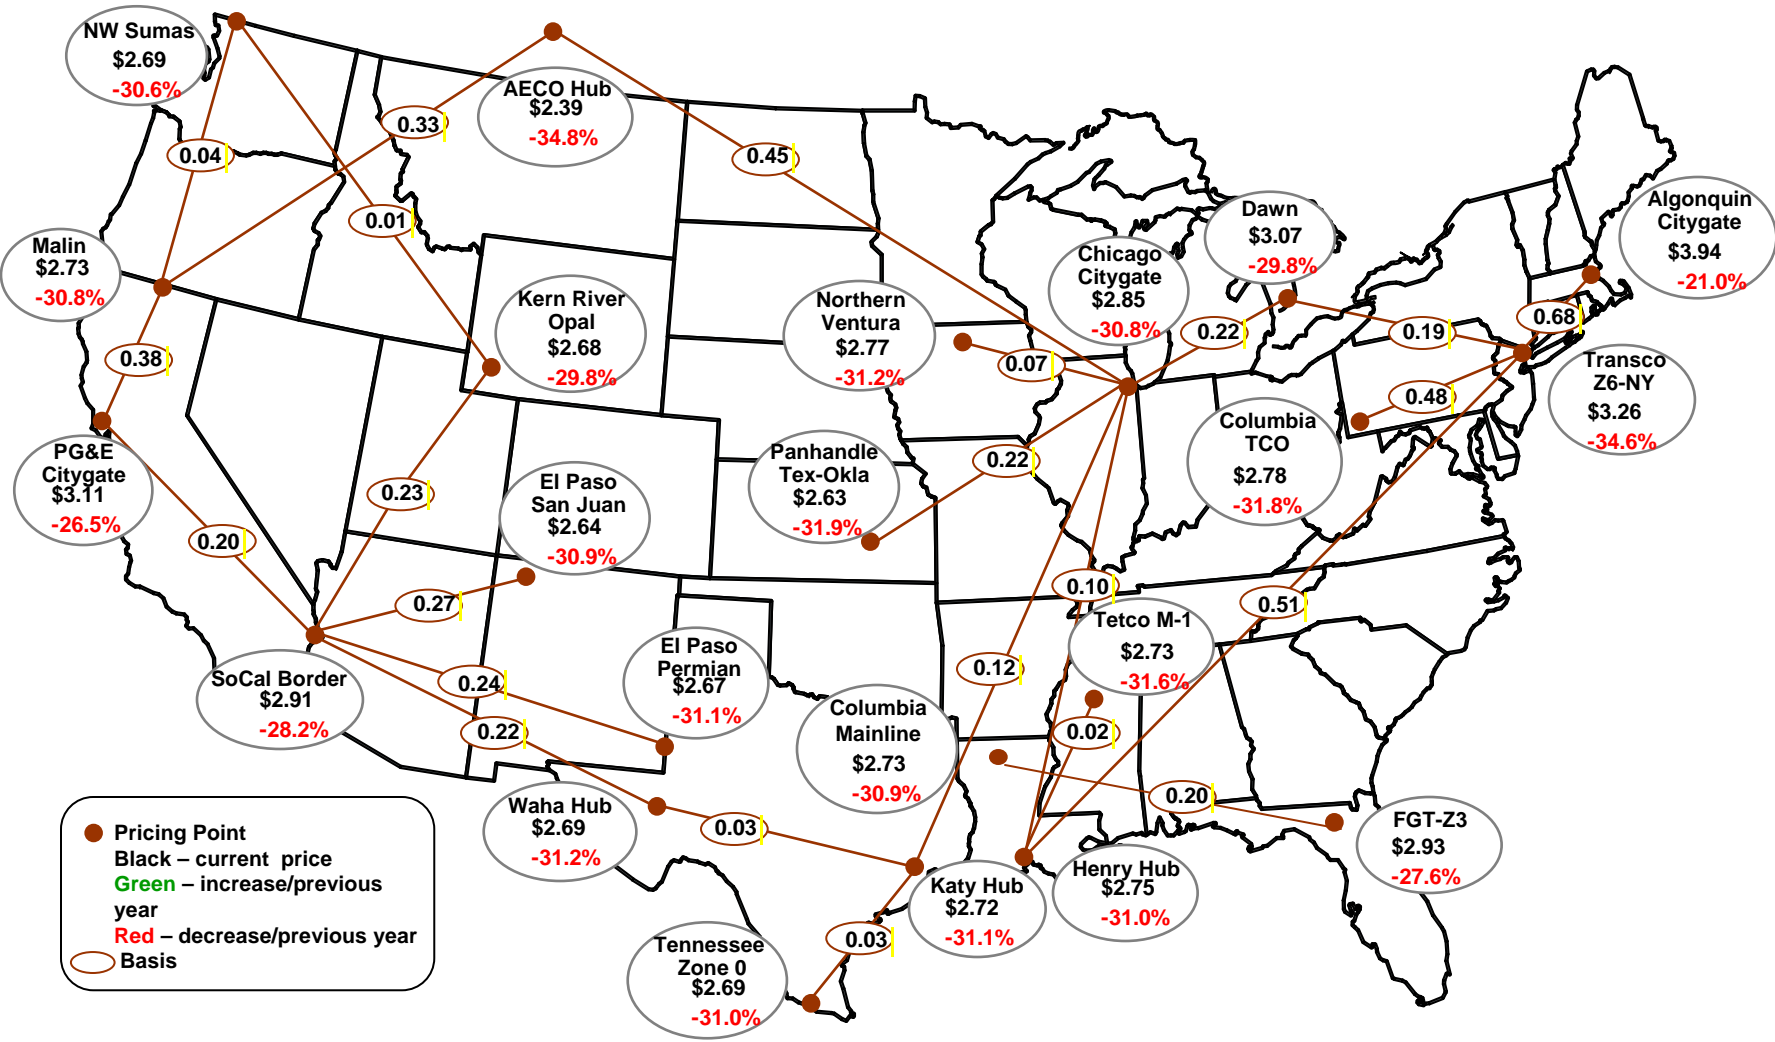 NW Sumas
$2.69
-30.6%
AECO Hub
$2.39
-34.8%
0.33
0.04
0.45
0.01
Malin
$2.73
-30.8%
Kern River
Opal
$2.68
-29.8%
Northern
Ventura
$2.77
-31.2%
Chicago
Citygate
$2.85
-30.8%
Dawn
$3.07
-29.8%
Algonquin
Citygate
$3.94
-21.0%
0.38
0.07
0.22
0.19
0.68
Transco
Z6-NY
$3.26
-34.6%
0.48
PG&E
Citygate
$3.11
-26.5%
0.20
0.23
El Paso
San Juan
$2.64
-30.9%
Panhandle
Tex-Okla
$2.63
-31.9%
0.22
Columbia
TCO
$2.78
-31.8%
0.27
0.10
0.51
Tetco M-1
$2.73
-31.6%
SoCal Border
$2.91
-28.2%
0.24
0.22
El Paso
Permian
$2.67
-31.1%
0.12
Columbia
Mainline
$2.73
-30.9%
0.02
0.20
Waha Hub
$2.69
-31.2%
0.03
FGT-Z3
$2.93
-27.6%
Katy Hub
$2.72
-31.1%
Henry Hub
$2.75
-31.0%
0.03
Tennessee
Zone 0
$2.69
-31.0%
Pricing Point
Black – current price
Green – increase/previous
year
Red – decrease/previous year
Basis